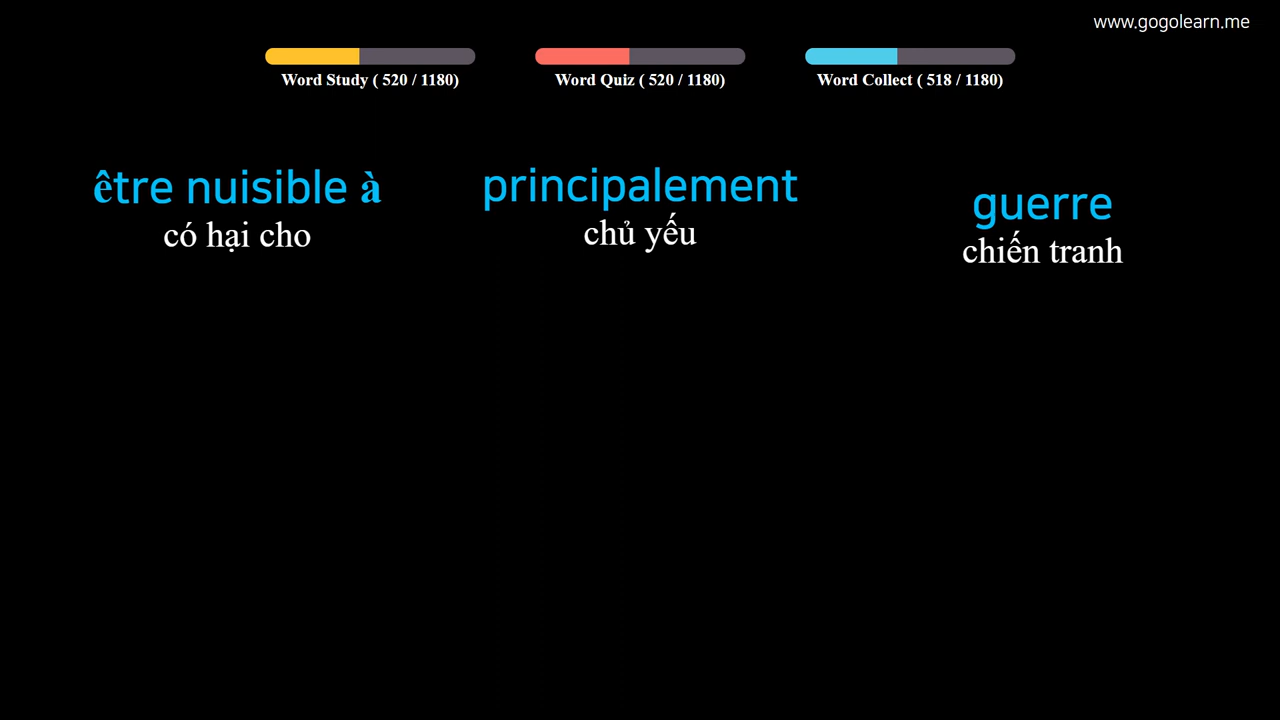 www.gogolearn.me
Word Study ( 520 / 1180)
Word Quiz ( 520 / 1180)
Word Collect ( 518 / 1180)
être nuisible à
có hại cho
principalement
chủ yếu
guerre
chiến tranh